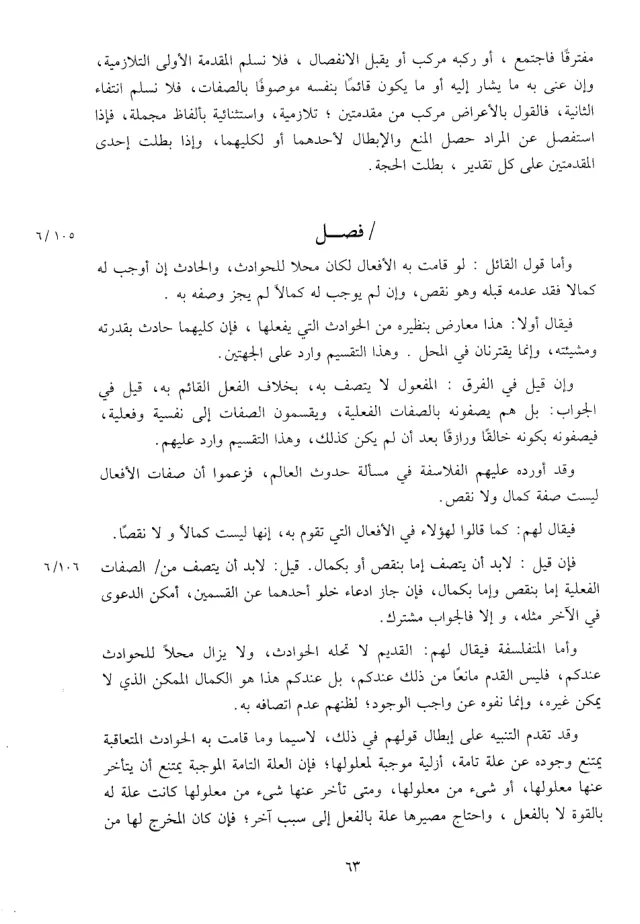 مفترقًا فاجتمع ، أو ركبه مركب أو يقبل الانفصال ، فلا نسلم المقدمة الأولى التلازمية،
وإن عنى به ما يشار إليه أو ما يكون قائمًا بنفسه موصوفًا بالصفات، فلا نسلم انتفاء
الثانية، فالقول بالأعراض مركب من مقدمتين ؛ تلازمية، واستثنائية بألفاظ مجملة، فإذا
استفصل عن المراد حصل المنع والإبطال لأحدهما أو لكليهما، وإذا بطلت إحدى
المقدمتين على كل تقدير ، بطلت الحجة.
/ فصــل
٦/١٠٥
وأما قول القائل : لو قامت به الأفعال لكان محلا للحوادث، والحادث إن أوجب له
كمالا فقد عدمه قبله وهو نقص، وإن لم يوجب له كمالاً لم يجز وصفه به .
فيقال أولا: هذا معارض بنظيره من الحوادث التي يفعلها ، فإن كليهما حادث بقدرته
ومشيئته، وإنما يقترنان في المحل . وهذا التقسيم وارد على الجهتين.
وإن قيل في الفرق : المفعول لا يتصف به، بخلاف الفعل القائم به، قيل في
الجواب: بل هم يصفونه بالصفات الفعلية، ويقسمون الصفات إلى نفسية وفعلية،
فيصفونه بكونه خالقًا ورازقًا بعد أن لم يكن كذلك، وهذا التقسيم وارد عليهم.
وقد أورده عليهم الفلاسفة في مسألة حدوث العالم، فزعموا أن صفات الأفعال
ليست صفة كمال ولا نقص.
فيقال لهم: كما قالوا لهؤلاء في الأفعال التي تقوم به، إنها ليست كمالاً و لا نقصًا.
فإن قيل : لابد أن يتصف إما بنقص أو بكمال. قيل: لابد أن يتصف من/ الصفات
٦/١٠٦
الفعلية إما بنقص وإما بكمال، فإن جاز ادعاء خلو أحدهما عن القسمين، أمكن الدعوى
في الآخر مثله، و إلا فالجواب مشترك.
وأما المتفلسفة فيقال لهم: القديم لا تحله الحوادث، ولا يزال محلاً للحوادث
عندكم، فليس القدم مانعًا من ذلك عندكم، بل عندكم هذا هو الكمال الممكن الذي لا
يمكن غيره، وإنما نفوه عن واجب الوجود؛ لظنهم عدم اتصافه به.
وقد تقدم التنبيه على إبطال قولهم في ذلك، لاسيما وما قامت به الحوادث المتعاقبة
يمتنع وجوده عن علة تامة، أزلية موجبة لمعلولها؛ فإن العلة التامة الموجبة يمتنع أن يتأخر
عنها معلولها، أو شىء من معلولها، ومتى تأخر عنها شىء من معلولها كانت علة له
بالقوة لا بالفعل ، واحتاج مصيرها علة بالفعل إلى سبب آخر؛ فإن كان المخرج لها من
٦٣